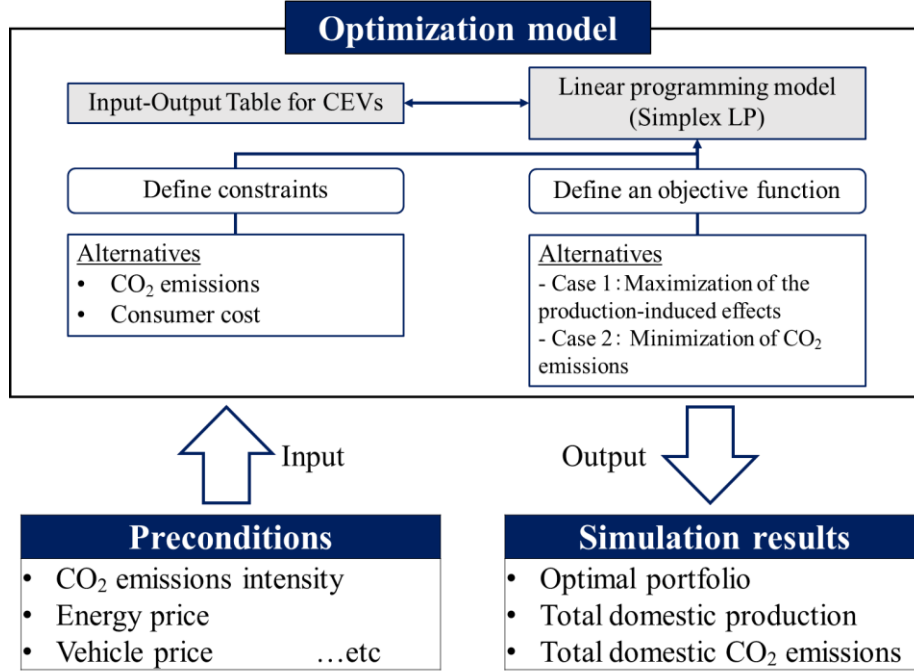 Optimization model
Input-Output Table for CEVs
Linear programming model
(Simplex LP)
Define constraints
Define an objective function
Alternatives
• CO₂ emissions
• Consumer cost
Alternatives
- Case 1：Maximization of the
production-induced effects
- Case 2： Minimization of CO₂
emissions
Input
Output
Preconditions
• CO₂ emissions intensity
• Energy price
• Vehicle price …etc
Simulation results
• Optimal portfolio
• Total domestic production
• Total domestic CO₂ emissions